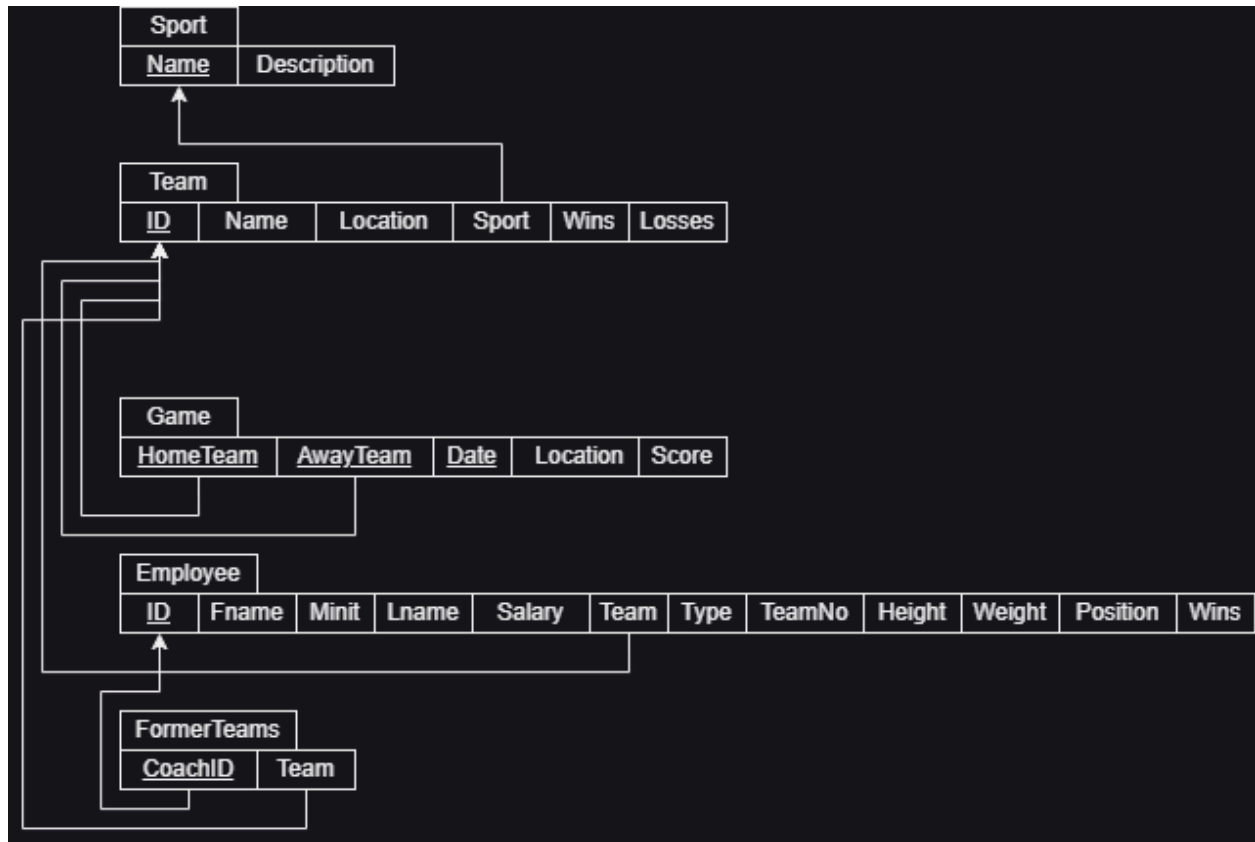 Sport
Name Description
Team
ID Name Location Sport Wins Losses
Game
HomeTeam AwayTeam Date Location Score
Employee
ID Fname Minit Lname Salary Team Type TeamNo Height Weight Position Wins
FormerTeams
CoachID Team